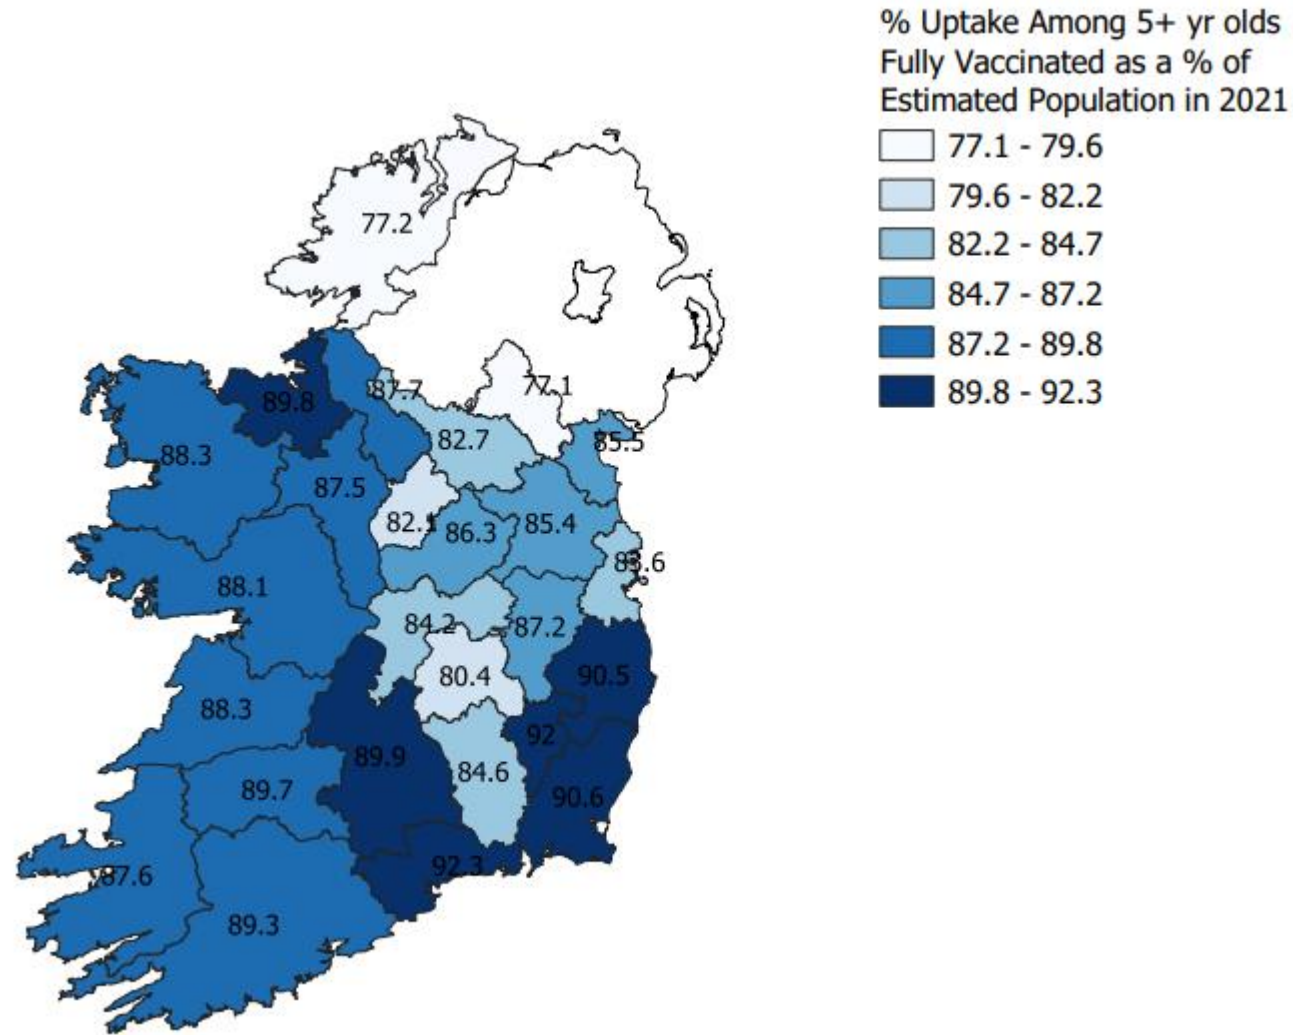 % Uptake Among 5+ yr olds
Fully Vaccinated as a % of
Estimated Population in 2021
77.1 - 79.6
79.6 - 82.2
82.2 - 84.7
84.7 - 87.2
87.2 - 89.8
89.8 - 92.3
77.2
87.7
77.1
89.8
82.7
85.5
88.3
87.5
82.1
86.3
85.4
83.6
88.1
84.2
87.2
80.4
90.5
88.3
92
89.9
84.6
89.7
90.6
92.3
87.6
89.3